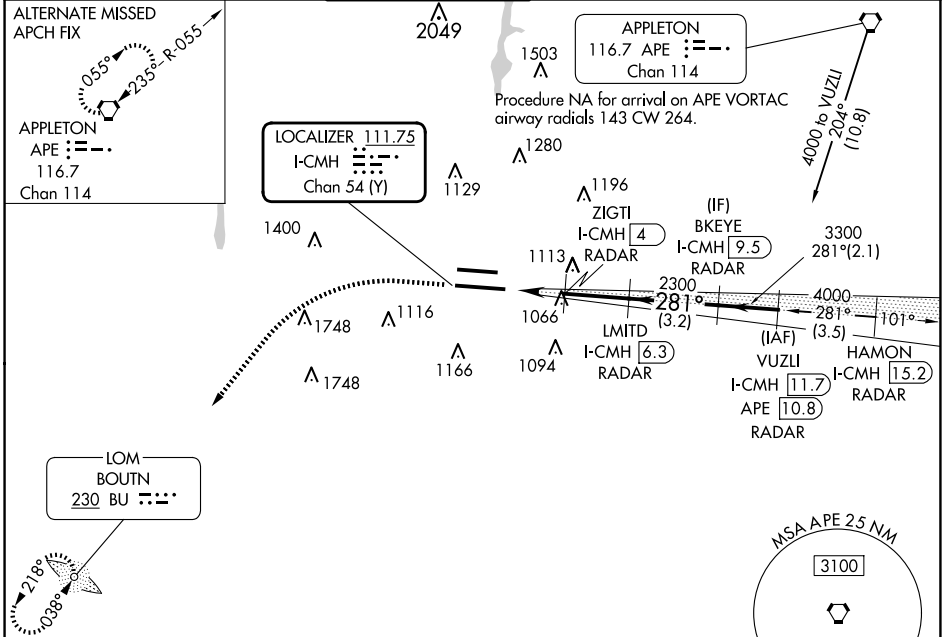 ALTERNATE MISSED
APCH FIX
055°
235°
R-055
APPLETON
APE
116.7
Chan 114
2049
1503
APPLETON
116.7 APE
Chan 114
Procedure NA for arrival on APE VORTAC
airway radials 143 CW 264.
4000 to VUZLI
204°
(10.8)
LOCALIZER 111.75
I-CMH
Chan 54 (Y)
1129
1280
1196
1400
ZIGTI
I-CMH 4
RADAR
(IF)
BKEYE
I-CMH 9.5
RADAR
3300
281°(2.1)
1113
1066
2300
281°
(3.2)
4000
281°
(3.5)
101°
1748
1116
1748
1166
1094
LMITD
I-CMH 6.3
RADAR
(IAF)
VUZLI
I-CMH 11.7
APE 10.8
RADAR
HAMON
I-CMH 15.2
RADAR
LOM
BOUTN
230 BU
218°
038°
MSA APE 25 NM
3100